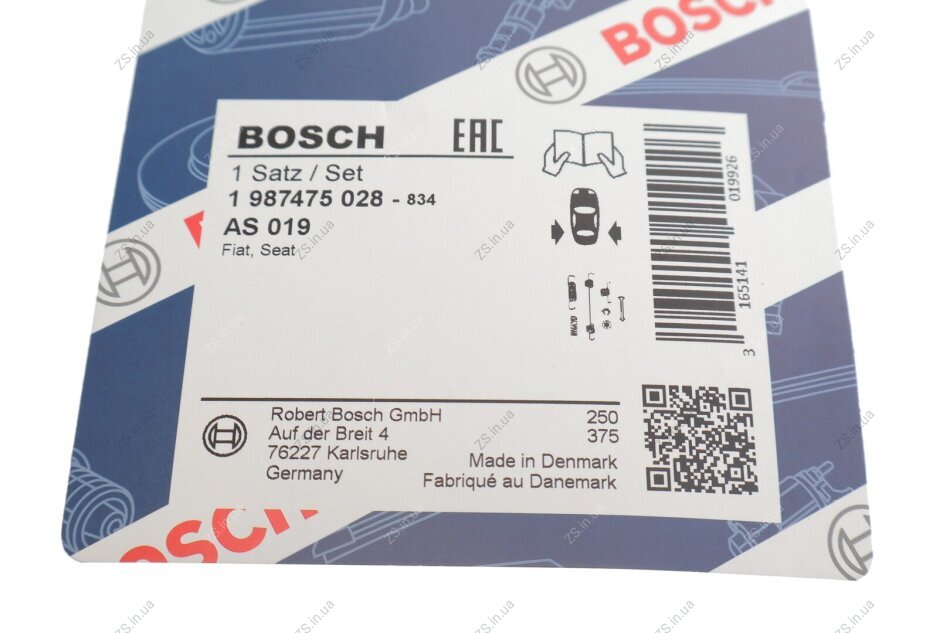 BOSCH
BOSCH EAC
1 Satz / Set
1 987475 028 - 834
AS 019
Fiat, Seat
3 165141 019926
Robert Bosch GmbH
Auf der Breit 4
76227 Karlsruhe
Germany
250
375
Made in Denmark
Fabriqué au Danemark
BOSCH
ZS.in.ua